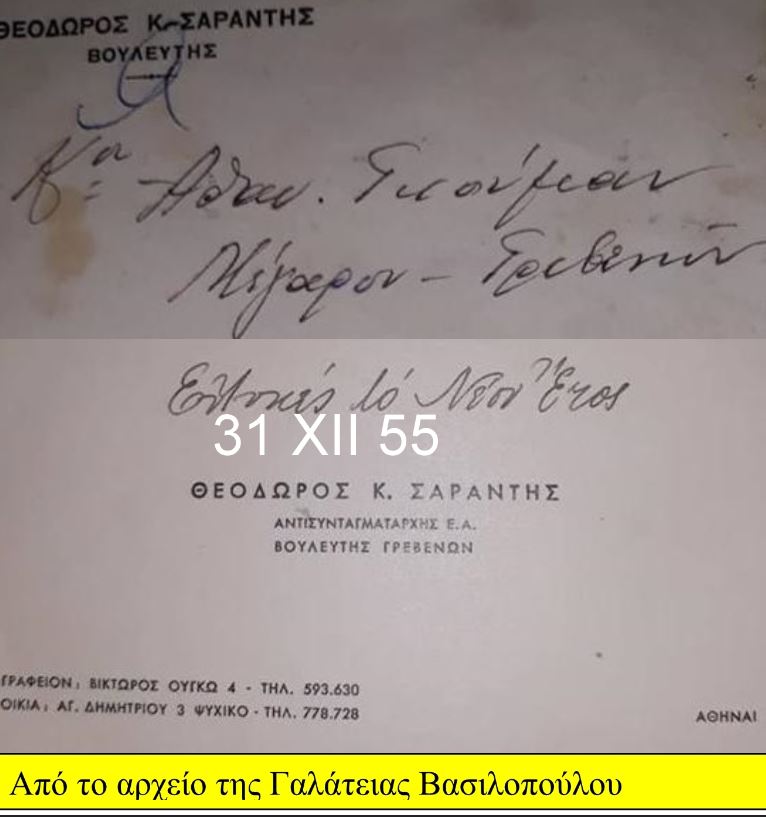 ΘΕΟΔΩΡΟΣ Κ. ΣΑΡΑΝΤΗΣ
ΒΟΥΛΕΥΤΗΣ
Κον Αθαν. Γκούμαν
Μέγαρον - Γρεβενών
Ευτυχές τό Νέον Έτος
31 XII 55
ΘΕΟΔΩΡΟΣ Κ. ΣΑΡΑΝΤΗΣ
ΑΝΤΙΣΥΝΤΑΓΜΑΤΑΡΧΗΣ Ε.Α.
ΒΟΥΛΕΥΤΗΣ ΓΡΕΒΕΝΩΝ
ΓΡΑΦΕΙΟΝ: ΒΙΚΤΩΡΟΣ ΟΥΓΚΩ 4 - ΤΗΛ. 593.630
ΟΙΚΙΑ: ΑΓ. ΔΗΜΗΤΡΙΟΥ 3 ΨΥΧΙΚΟ - ΤΗΛ. 778.728
ΑΘΗΝΑΙ
Από το αρχείο της Γαλάτειας Βασιλοπούλου